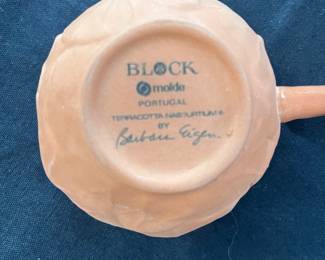 BLOCK
molde
PORTUGAL
TERRACOTTA NASTURTIUM ©
BY
Barbara Eigen